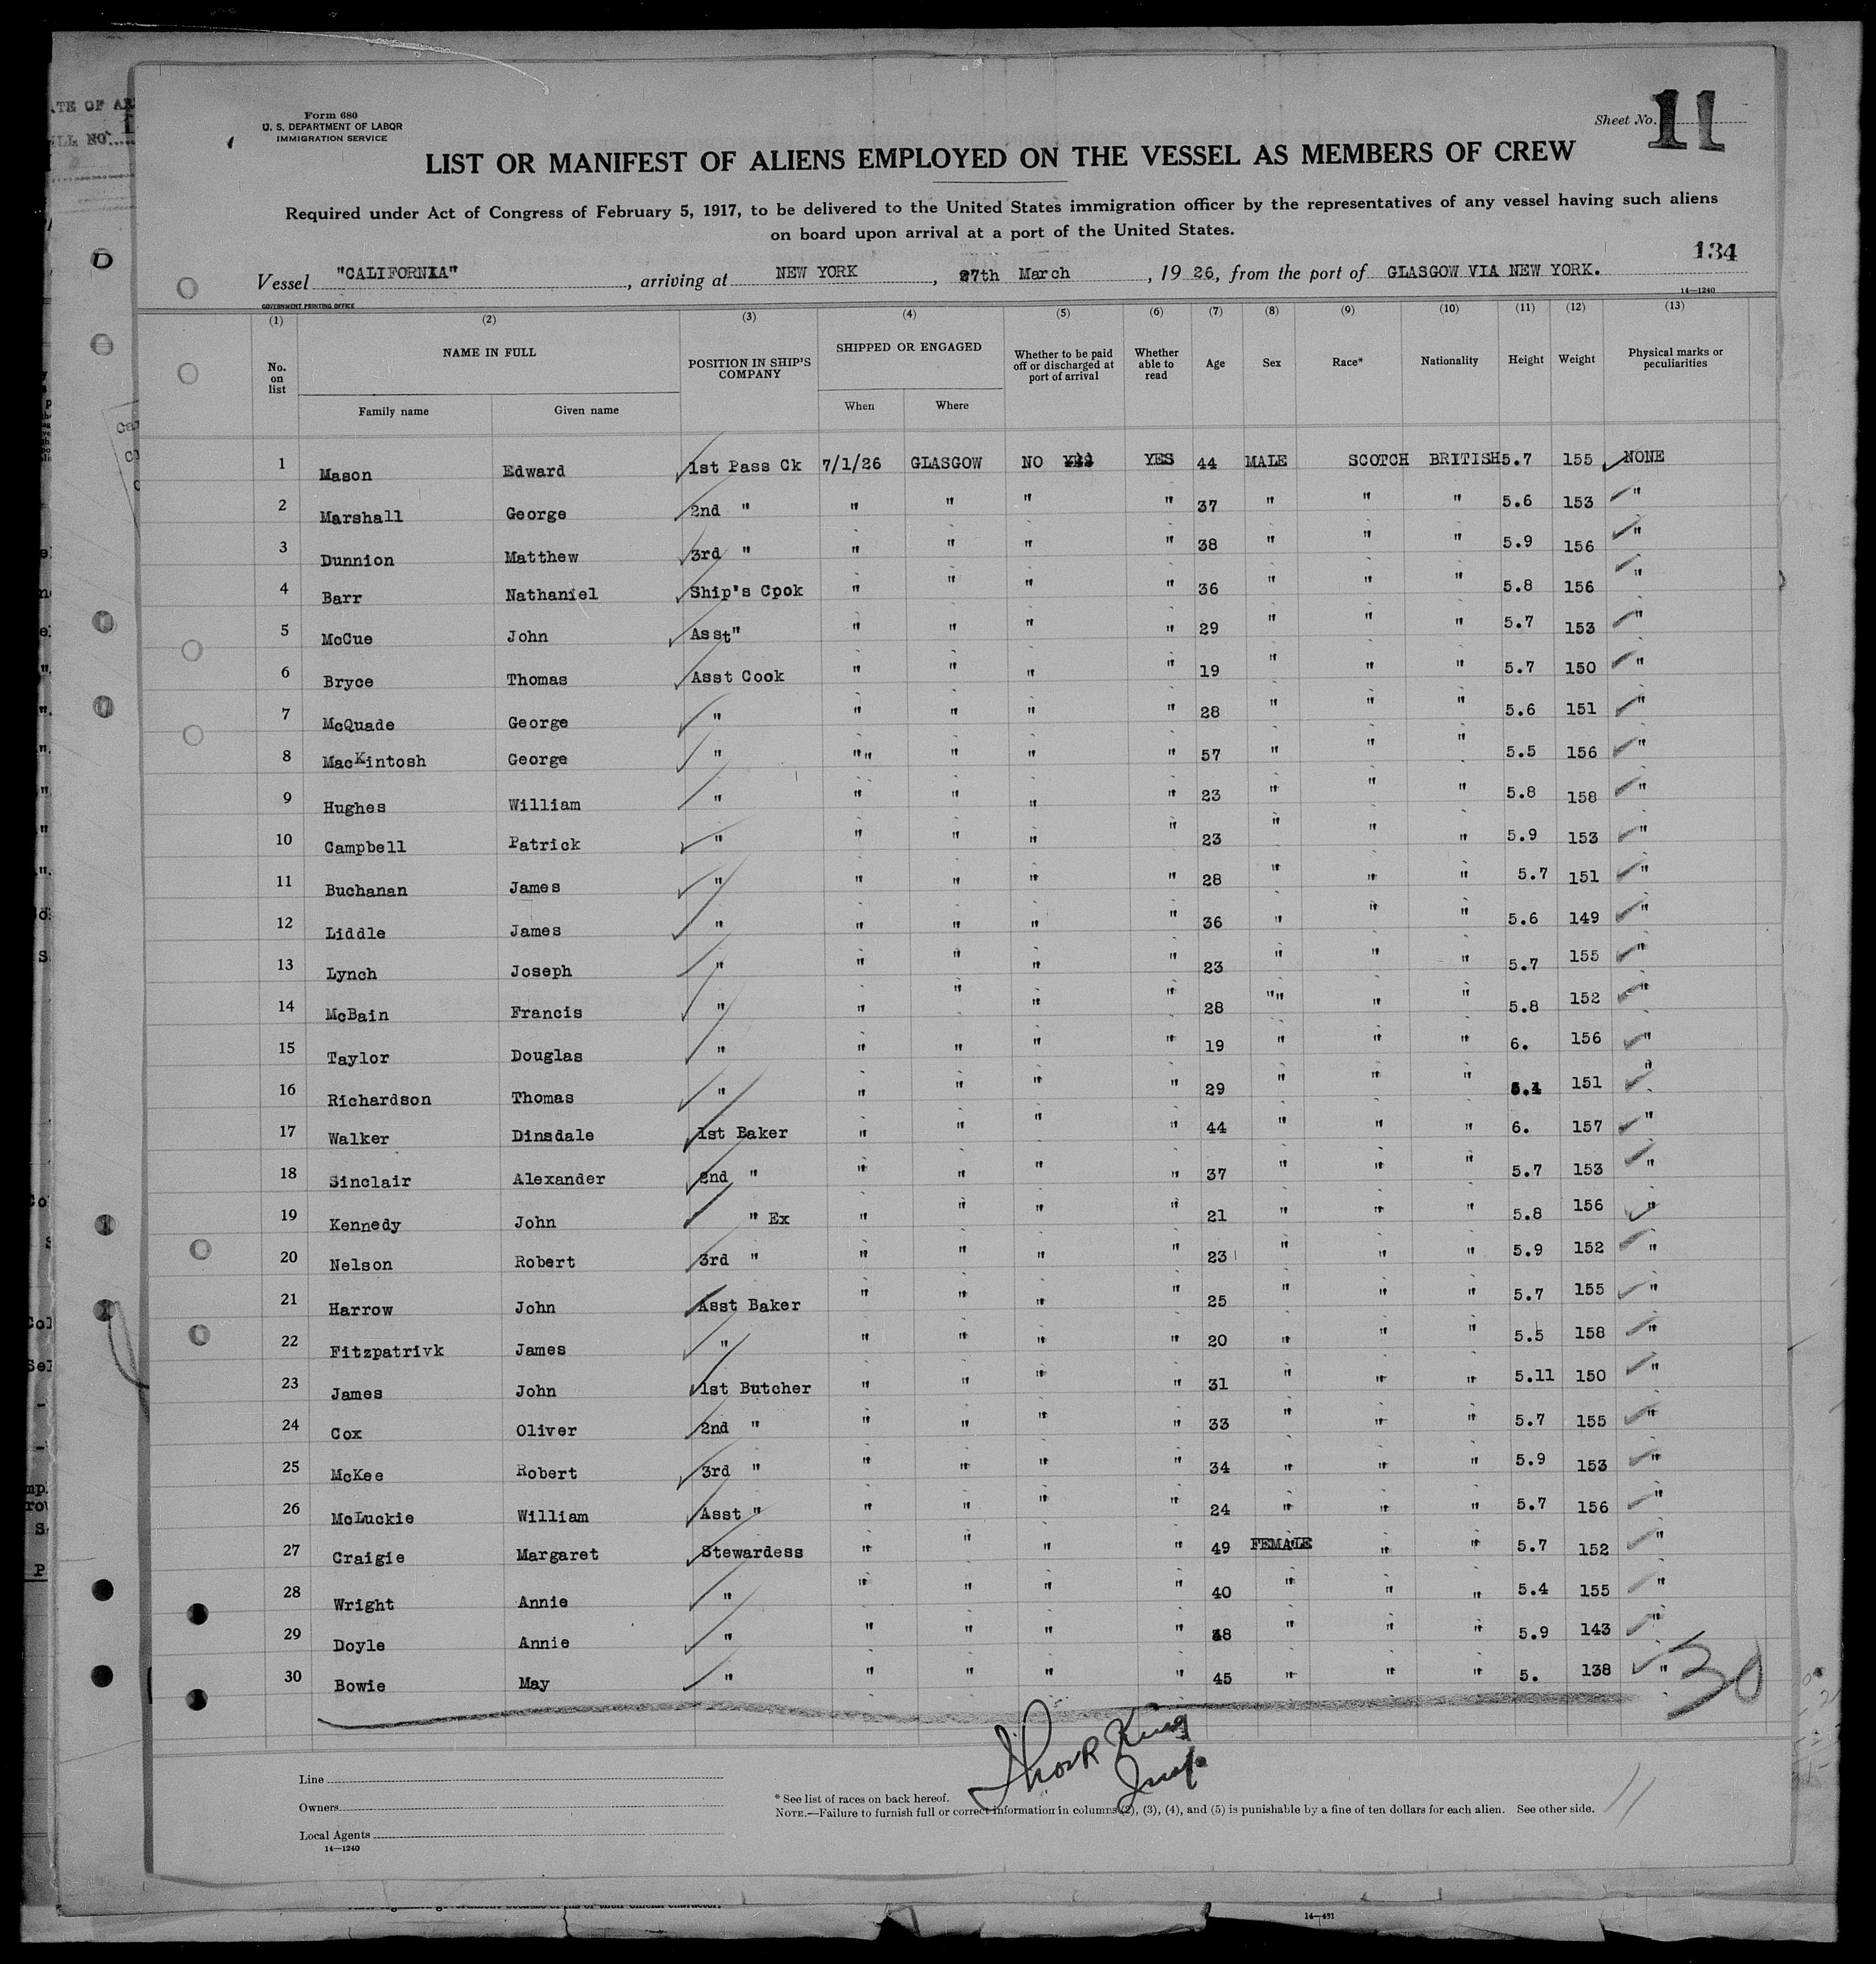 Form 680
U. S. DEPARTMENT OF LABOR
IMMIGRATION SERVICE
Sheet No. 11
LIST OR MANIFEST OF ALIENS EMPLOYED ON THE VESSEL AS MEMBERS OF CREW
Required under Act of Congress of February 5, 1917, to be delivered to the United States immigration officer by the representatives of any vessel having such aliens
on board upon arrival at a port of the United States.
134
Vessel "CALIFORNIA", arriving at NEW YORK, 27th March, 1926, from the port of GLASGOW VIA NEW YORK.
GOVERNMENT PRINTING OFFICE 14—1240
(1) (2) (3) (4) (5) (6) (7) (8) (9) (10) (11) (12) (13)
No. on list NAME IN FULL POSITION IN SHIP'S COMPANY SHIPPED OR ENGAGED Whether to be paid off or discharged at port of arrival Whether able to read Age Sex Race* Nationality Height Weight Physical marks or peculiarities
Family name Given name When Where
1 Mason Edward 1st Pass Ck 7/1/26 GLASGOW NO YES 44 MALE SCOTCH BRITISH 5.7 155 NONE
2 Marshall George 2nd " " " " " 37 " " " 5.6 153 "
3 Dunnion Matthew 3rd " " " " " 38 " " " 5.9 156 "
4 Barr Nathaniel Ship's Cpok " " " " 36 " " " 5.8 156 "
5 McCue John Asst" " " " " 29 " " " 5.7 153 "
6 Bryce Thomas Asst Cook " " " " 19 " " " 5.7 150 "
7 McQuade George " " " " " 28 " " " 5.6 151 "
8 MacKintosh George " "" " " " 57 " " " 5.5 156 "
9 Hughes William " " " " " 23 " " " 5.8 158 "
10 Campbell Patrick " " " " " 23 " " " 5.9 153 "
11 Buchanan James " " " " " 28 " " " 5.7 151 "
12 Liddle James " " " " " 36 " " " 5.6 149 "
13 Lynch Joseph " " " " " 23 " " " 5.7 155 "
14 McBain Francis " " " " " 28 "" " " 5.8 152 "
15 Taylor Douglas " " " " " 19 " " " 6. 156 "
16 Richardson Thomas " " " " " 29 " " " 151 "
17 Walker Dinsdale 1st Baker " " " " 44 " " " 6. 157 "
18 Sinclair Alexander 2nd " " " " " 37 " " " 5.7 153 "
19 Kennedy John " Ex " " " " 21 " " " 5.8 156 "
20 Nelson Robert 3rd " " " " " 23 " " " 5.9 152 "
21 Harrow John Asst Baker " " " " 25 " " " 5.7 155 "
22 Fitzpatrivk James " " " " " 20 " " " 5.5 158 "
23 James John 1st Butcher " " " " 31 " " " 5.11 150 "
24 Cox Oliver 2nd " " " " " 33 " " " 5.7 155 "
25 McKee Robert 3rd " " " " " 34 " " " 5.9 153 "
26 McLuckie William Asst " " " " " 24 " " " 5.7 156 "
27 Craigie Margaret Stewardess " " " " 49 FEMALE " " 5.7 152 "
28 Wright Annie " " " " " 40 " " " 5.4 155 "
29 Doyle Annie " " " " " " " " 5.9 143 "
30 Bowie May " " " " " 45 " " " 5. 138 "
30
King
Insp
Line
Owners
Local Agents
14—1240
* See list of races on back hereof.
NOTE.—Failure to furnish full or correct information in columns (2), (3), (4), and (5) is punishable by a fine of ten dollars for each alien. See other side.
11